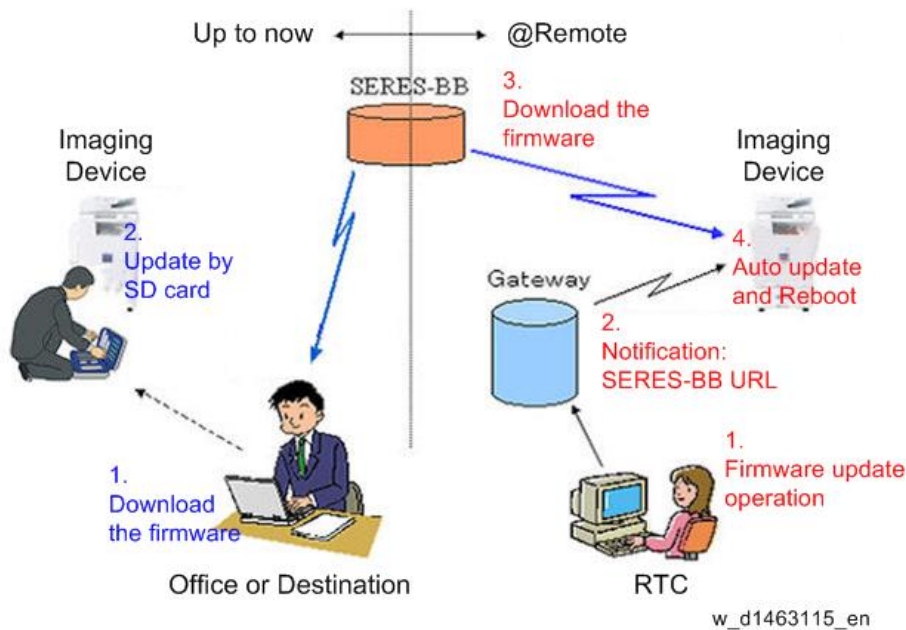 Up to now
@Remote
SERES-BB
3.
Download the
firmware
Imaging
Device
Imaging
Device
2.
Update by
SD card
4.
Auto update
and Reboot
Gateway
2.
Notification:
SERES-BB URL
1.
Download
the firmware
1.
Firmware update
operation
Office or Destination
RTC
w_d1463115_en